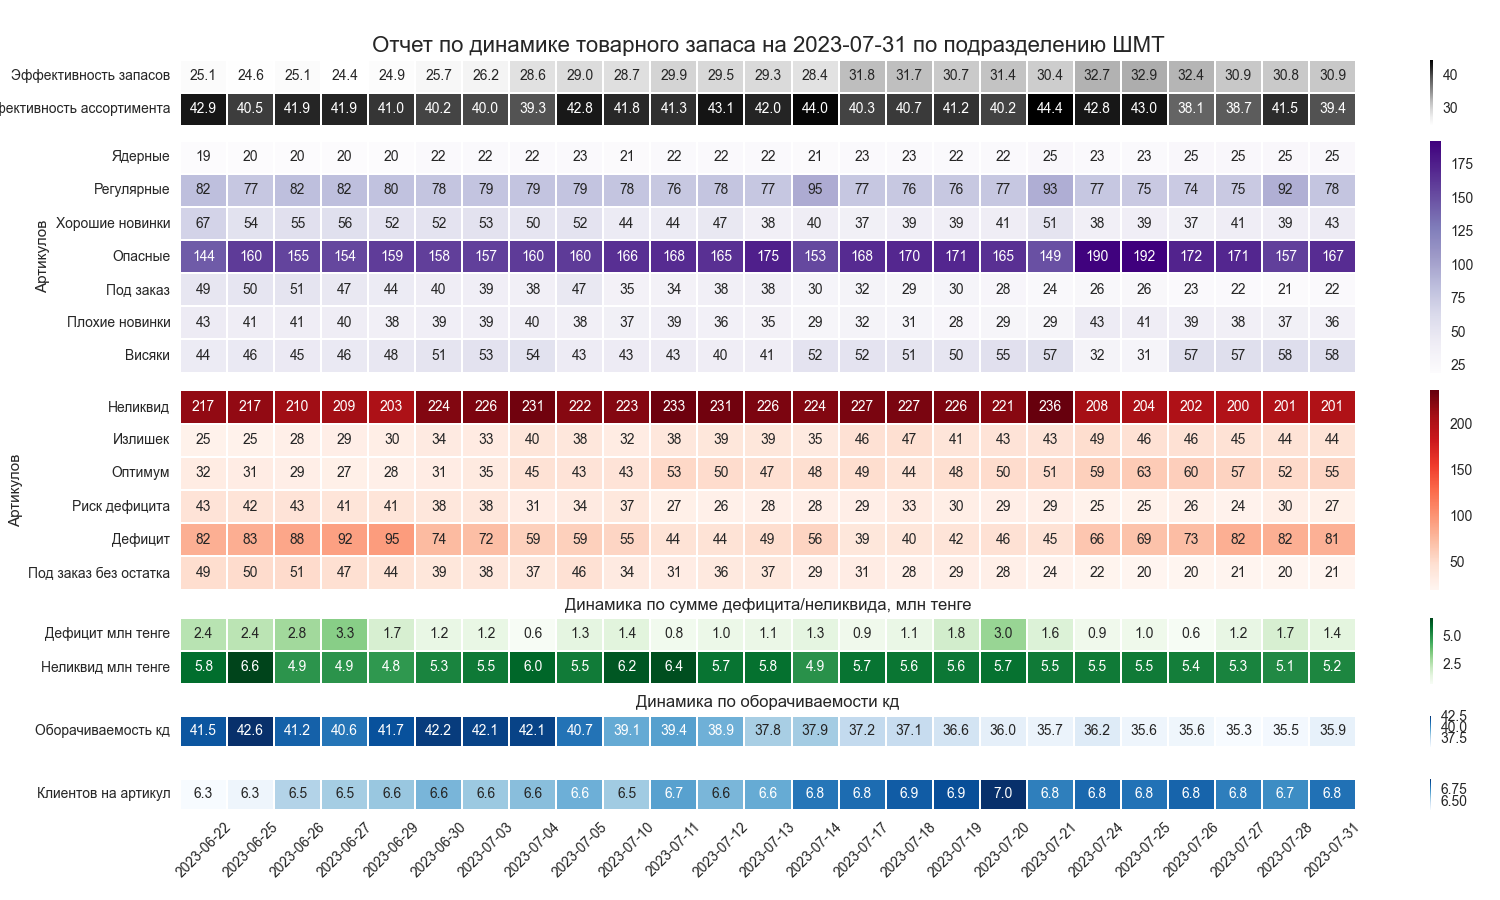 Отчет по динамике товарного запаса на 2023-07-31 по подразделению ШМТ
Эффективность запасов 25.1 24.6 25.1 24.4 24.9 25.7 26.2 28.6 29.0 28.7 29.9 29.5 29.3 28.4 31.8 31.7 30.7 31.4 30.4 32.7 32.9 32.4 30.9 30.8 30.9 40
фективность ассортимента 42.9 40.5 41.9 41.9 41.0 40.2 40.0 39.3 42.8 41.8 41.3 43.1 42.0 44.0 40.3 40.7 41.2 40.2 44.4 42.8 43.0 38.1 38.7 41.5 39.4 30
Артикулов
Ядерные 19 20 20 20 20 22 22 22 23 21 22 22 22 21 23 23 22 22 25 23 23 25 25 25 25 175
Регулярные 82 77 82 82 80 78 79 79 79 78 76 78 77 95 77 76 76 77 93 77 75 74 75 92 78 150
Хорошие новинки 67 54 55 56 52 52 53 50 52 44 44 47 38 40 37 39 39 41 51 38 39 37 41 39 43 125
Опасные 144 160 155 154 159 158 157 160 160 166 168 165 175 153 168 170 171 165 149 190 192 172 171 157 167 100
Под заказ 49 50 51 47 44 40 39 38 47 35 34 38 38 30 32 29 30 28 24 26 26 23 22 21 22 75
Плохие новинки 43 41 41 40 38 39 39 40 38 37 39 36 35 29 32 31 28 29 29 43 41 39 38 37 36 50
Висяки 44 46 45 46 48 51 53 54 43 43 43 40 41 52 52 51 50 55 57 32 31 57 57 58 58 25
Артикулов
Неликвид 217 217 210 209 203 224 226 231 222 223 233 231 226 224 227 227 226 221 236 208 204 202 200 201 201 200
Излишек 25 25 28 29 30 34 33 40 38 32 38 39 39 35 46 47 41 43 43 49 46 46 45 44 44
Оптимум 32 31 29 27 28 31 35 45 43 43 53 50 47 48 49 44 48 50 51 59 63 60 57 52 55 150
Риск дефицита 43 42 43 41 41 38 38 31 34 37 27 26 28 28 29 33 30 29 29 25 25 26 24 30 27 100
Дефицит 82 83 88 92 95 74 72 59 59 55 44 44 49 56 39 40 42 46 45 66 69 73 82 82 81
Под заказ без остатка 49 50 51 47 44 39 38 37 46 34 31 36 37 29 31 28 29 28 24 22 20 20 21 20 21 50
Динамика по сумме дефицита/неликвида, млн тенге
Дефицит млн тенге 2.4 2.4 2.8 3.3 1.7 1.2 1.2 0.6 1.3 1.4 0.8 1.0 1.1 1.3 0.9 1.1 1.8 3.0 1.6 0.9 1.0 0.6 1.2 1.7 1.4 5.0
Неликвид млн тенге 5.8 6.6 4.9 4.9 4.8 5.3 5.5 6.0 5.5 6.2 6.4 5.7 5.8 4.9 5.7 5.6 5.6 5.7 5.5 5.5 5.5 5.4 5.3 5.1 5.2 2.5
Динамика по оборачиваемости кд
42.5
Оборачиваемость кд 41.5 42.6 41.2 40.6 41.7 42.2 42.1 42.1 40.7 39.1 39.4 38.9 37.8 37.9 37.2 37.1 36.6 36.0 35.7 36.2 35.6 35.6 35.3 35.5 35.9 40.0
37.5
Клиентов на артикул 6.3 6.3 6.5 6.5 6.6 6.6 6.6 6.6 6.6 6.5 6.7 6.6 6.6 6.8 6.8 6.9 6.9 7.0 6.8 6.8 6.8 6.8 6.8 6.7 6.8 6.75
6.50
2023-06-22 2023-06-25 2023-06-26 2023-06-27 2023-06-29 2023-06-30 2023-07-03 2023-07-04 2023-07-05 2023-07-10 2023-07-11 2023-07-12 2023-07-13 2023-07-14 2023-07-17 2023-07-18 2023-07-19 2023-07-20 2023-07-21 2023-07-24 2023-07-25 2023-07-26 2023-07-27 2023-07-28 2023-07-31